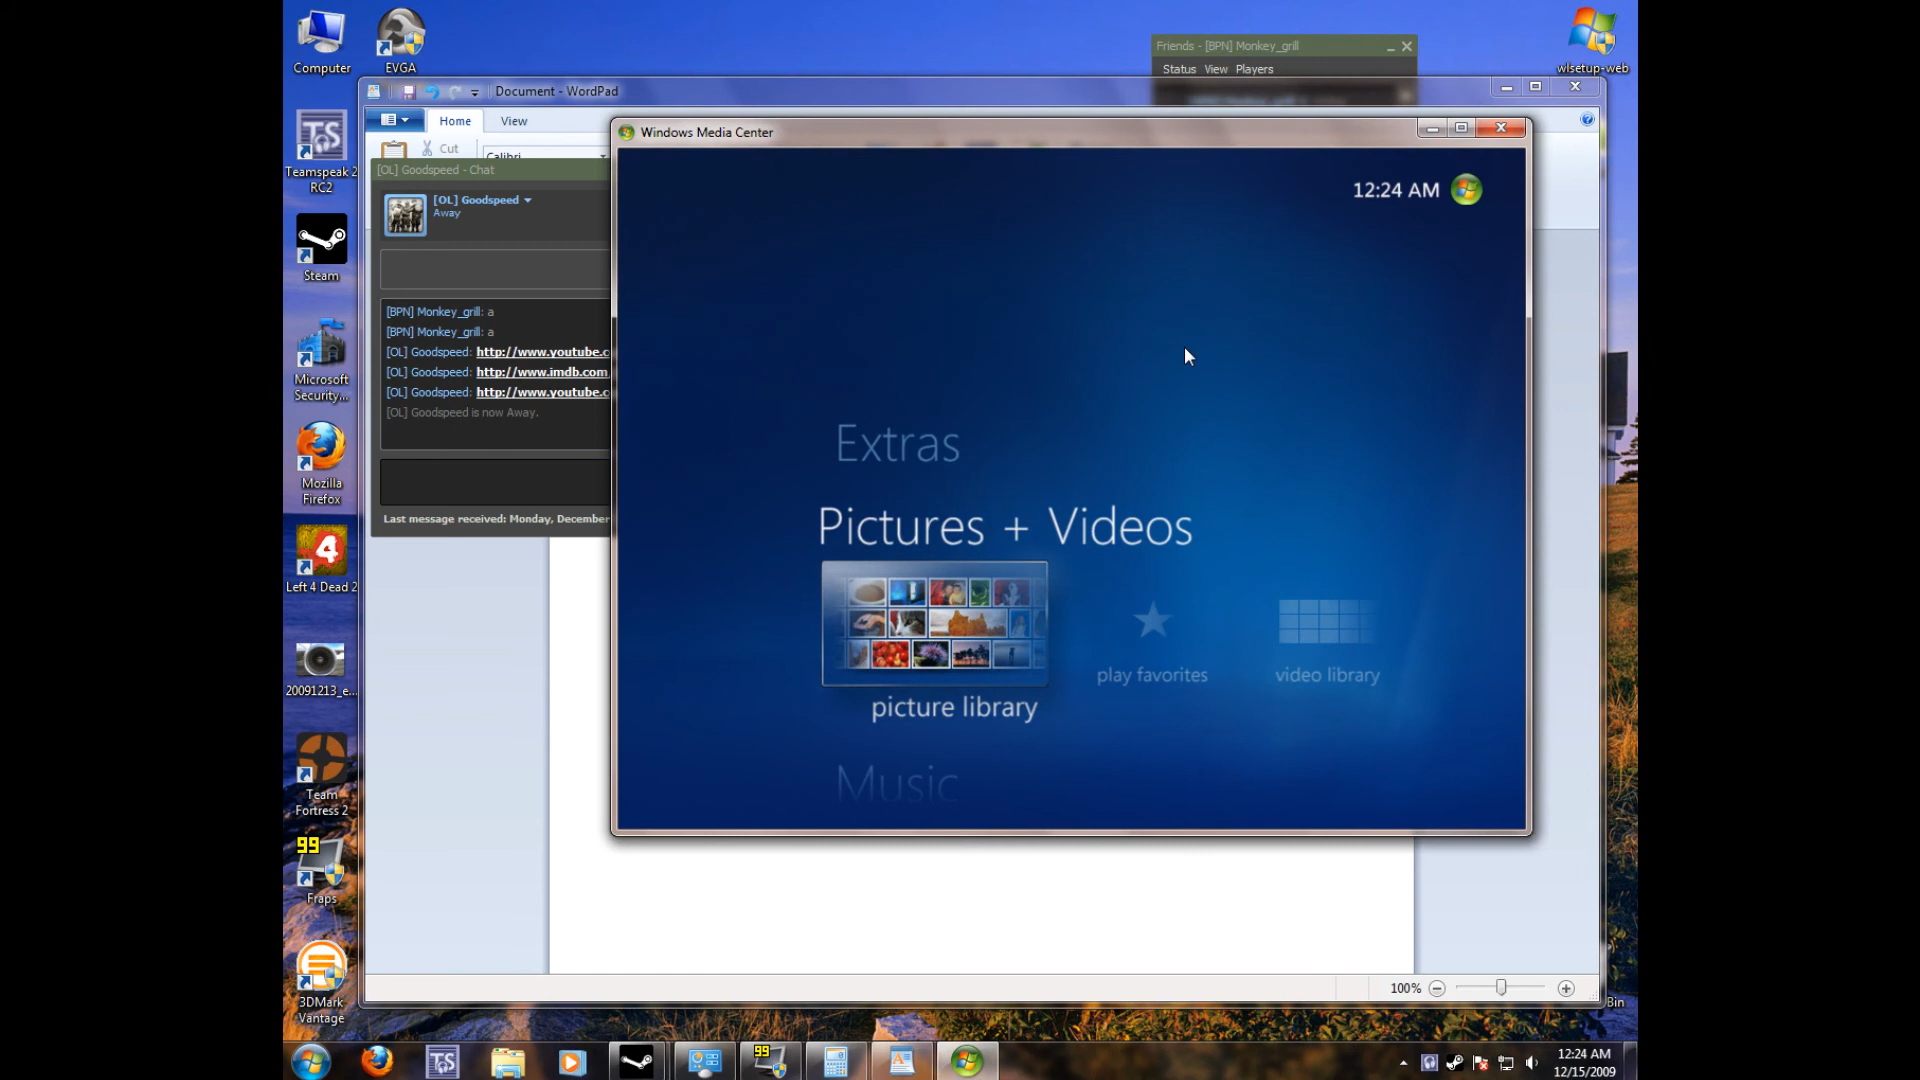 Computer
EVGA
wlsetup-web
Friends - [BPN] Monkey_grill
Status View Players
Document - WordPad
Home View
Cut
Calibri
Windows Media Center
[OL] Goodspeed - Chat
[OL] Goodspeed
Away
[BPN] Monkey_grill: a
[BPN] Monkey_grill: a
[OL] Goodspeed: http://www.youtube.c
[OL] Goodspeed: http://www.imdb.com
[OL] Goodspeed: http://www.youtube.c
[OL] Goodspeed is now Away.
Last message received: Monday, December
12:24 AM
Extras
Pictures + Videos
picture library
play favorites
video library
Music
Teamspeak 2
RC2
Steam
Microsoft
Security...
Mozilla
Firefox
4
Left 4 Dead 2
20091213_e...
Team
Fortress 2
99
Fraps
3DMark
Vantage
100%
Bin
TS
99
12:24 AM
12/15/2009